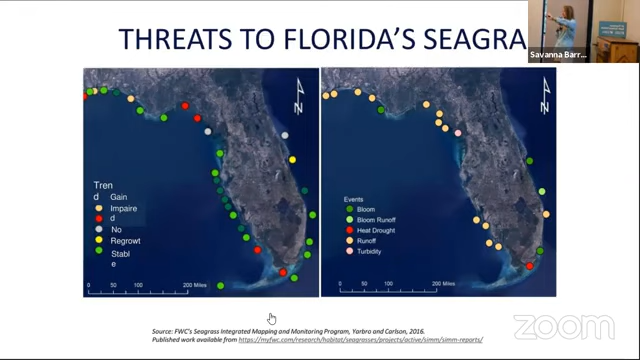 THREATS TO FLORIDA'S SEAGRA
Savanna Barr...
N
Tren
d
Gain
Impaire
d
No
Regrowt
Stabl
e
0 50 100 200 Miles
N
Events
Bloom
Bloom Runoff
Heat Drought
Runoff
Turbidity
0 50 100 200 Miles
Source: FWC's Seagrass Integrated Mapping and Monitoring Program, Yarbro and Carlson, 2016.
Published work available from https://myfwc.com/research/habitat/seagrasses/projects/active/simm/simm-reports/
zoom